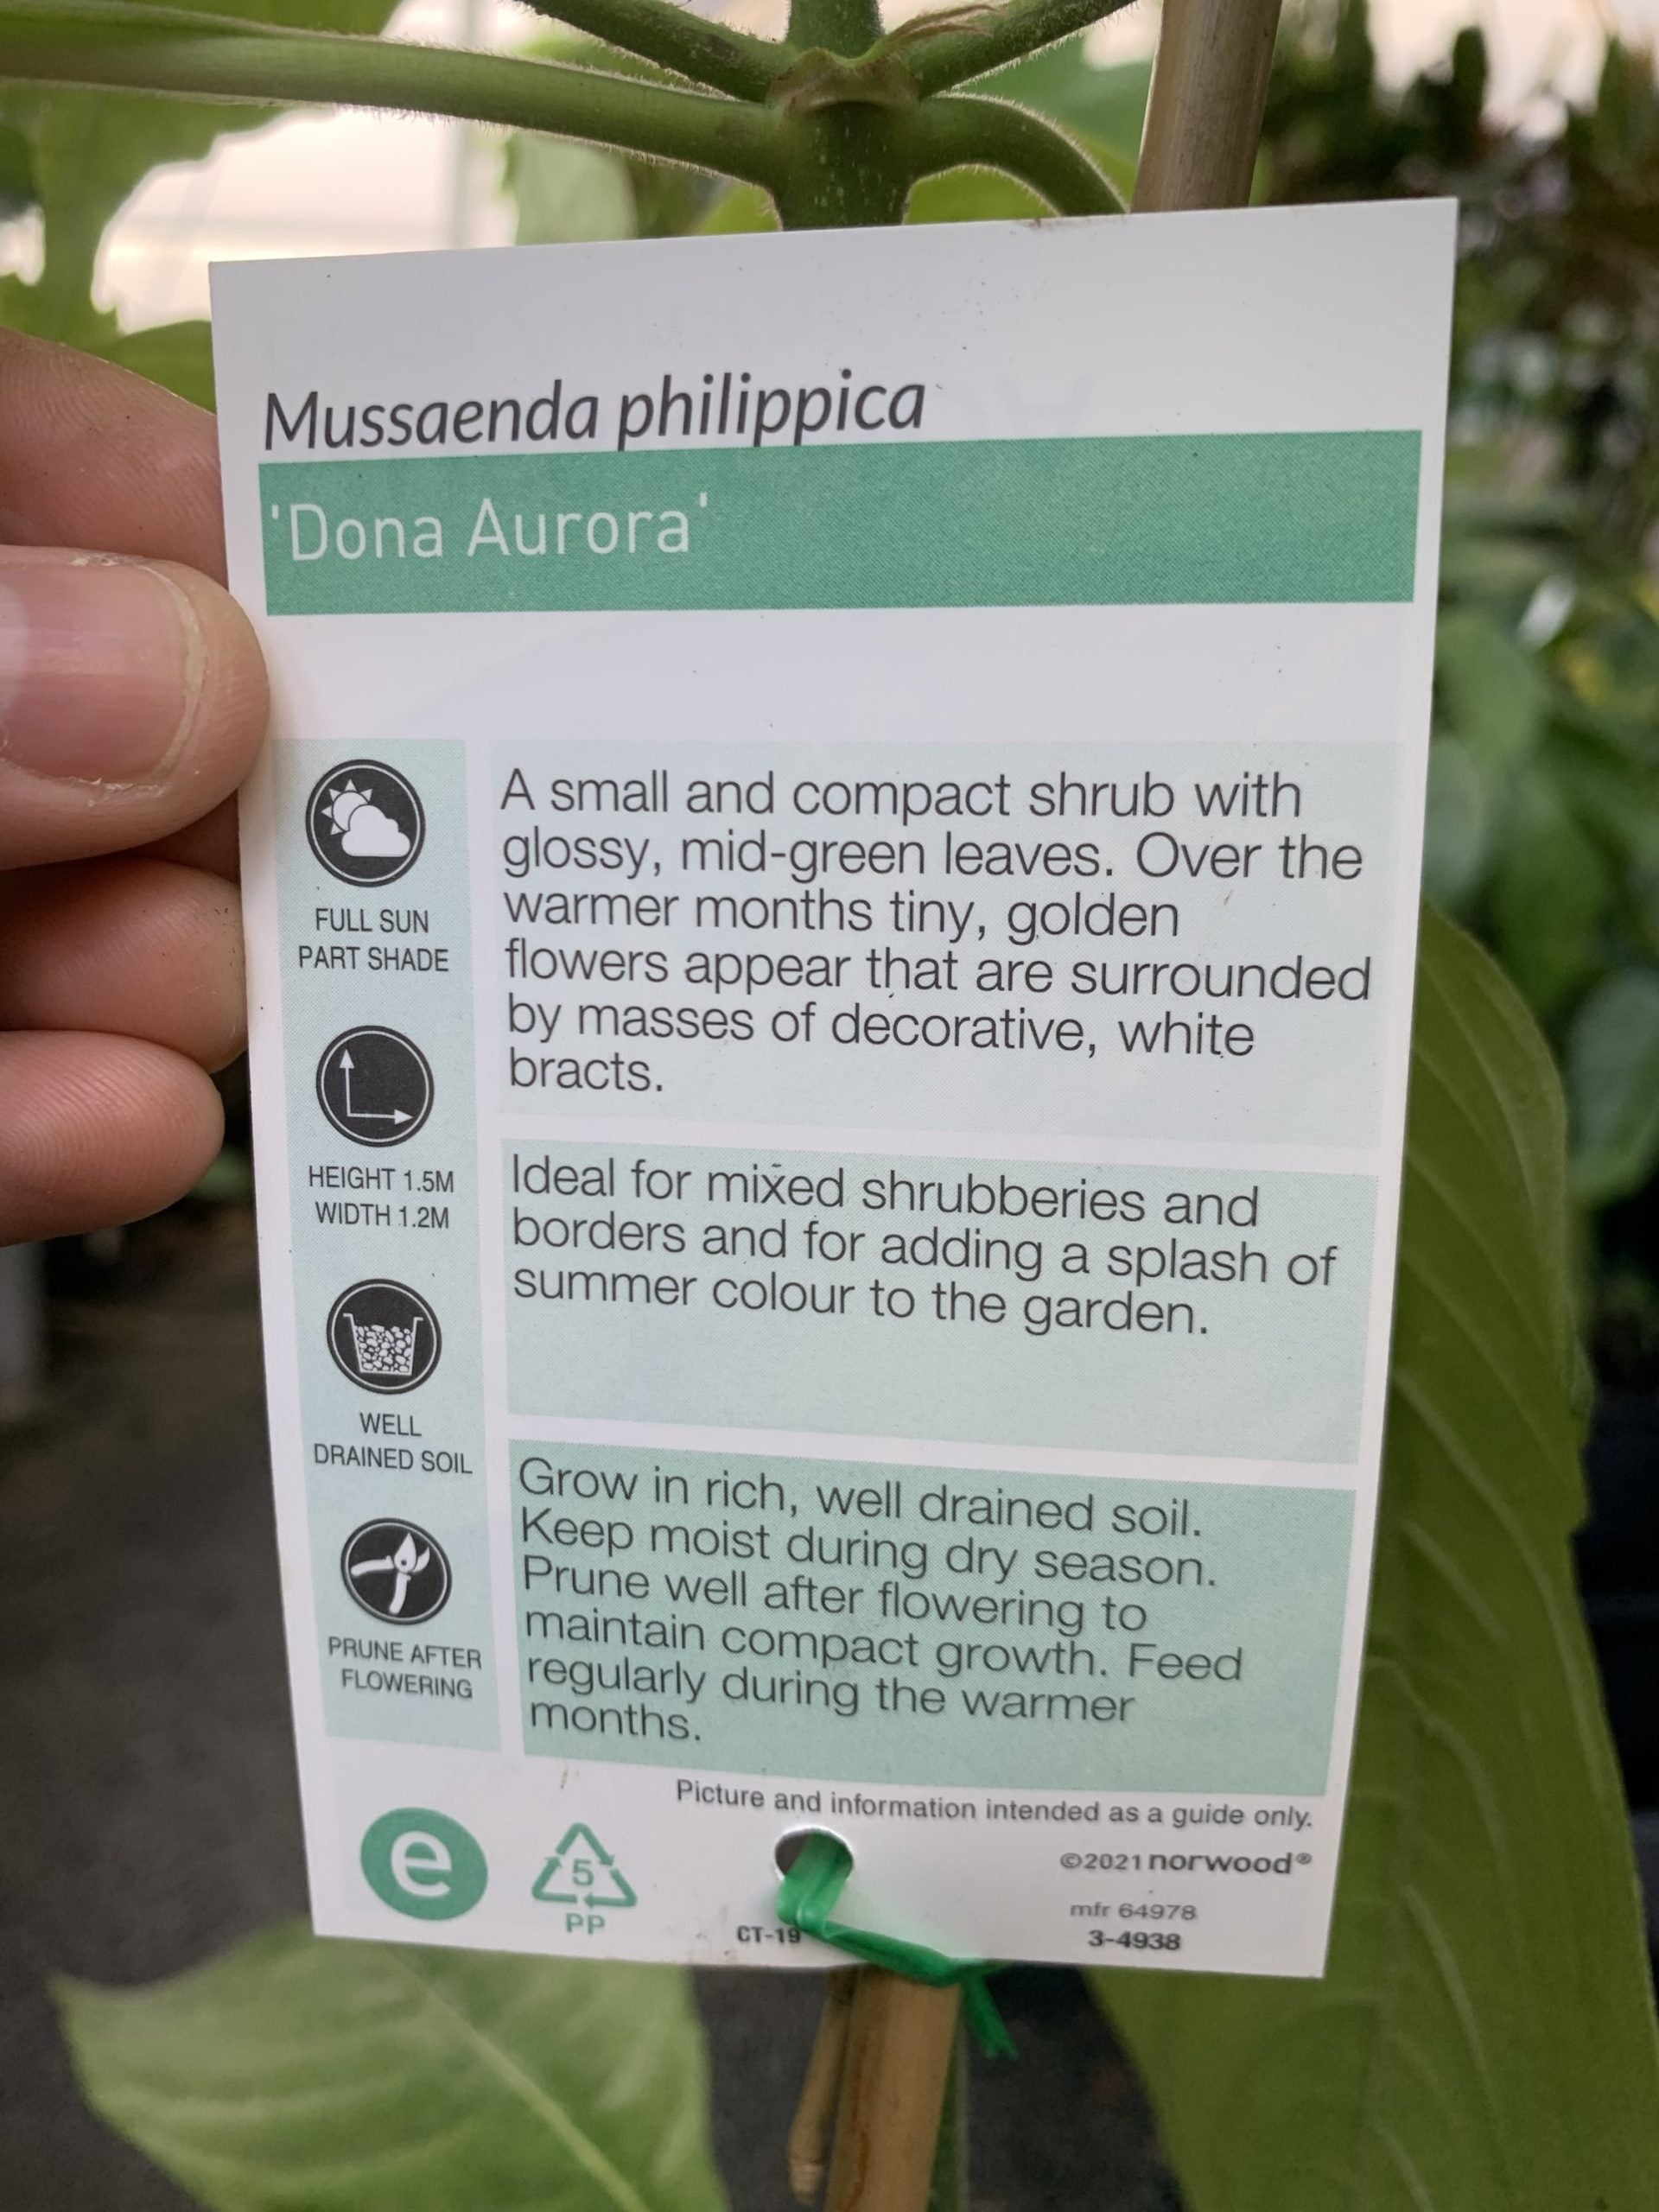 Mussaenda philippica
'Dona Aurora'
FULL SUN
PART SHADE
HEIGHT 1.5M
WIDTH 1.2M
WELL
DRAINED SOIL
PRUNE AFTER
FLOWERING
A small and compact shrub with
glossy, mid-green leaves. Over the
warmer months tiny, golden
flowers appear that are surrounded
by masses of decorative, white
bracts.
Ideal for mixed shrubberies and
borders and for adding a splash of
summer colour to the garden.
Grow in rich, well drained soil.
Keep moist during dry season.
Prune well after flowering to
maintain compact growth. Feed
regularly during the warmer
months.
Picture and information intended as a guide only.
e
5
PP
CT-19
©2021 norwood®
mfr 64978
3-4938